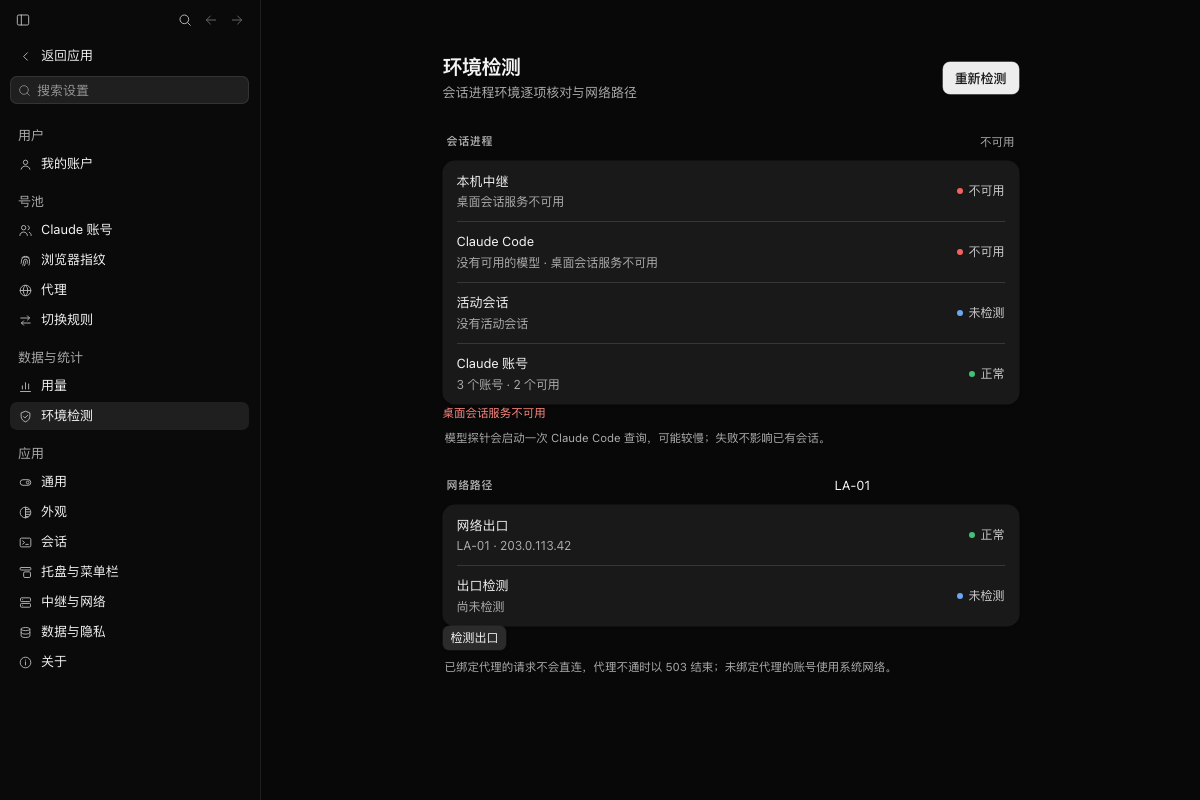 返回应用
搜索设置
用户
我的账户
号池
Claude 账号
浏览器指纹
代理
切换规则
数据与统计
用量
环境检测
应用
通用
外观
会话
托盘与菜单栏
中继与网络
数据与隐私
关于
环境检测
会话进程环境逐项核对与网络路径
重新检测
会话进程
不可用
本机中继
桌面会话服务不可用
不可用
Claude Code
没有可用的模型 · 桌面会话服务不可用
不可用
活动会话
没有活动会话
未检测
Claude 账号
3 个账号 · 2 个可用
正常
桌面会话服务不可用
模型探针会启动一次 Claude Code 查询，可能较慢；失败不影响已有会话。
网络路径
LA-01
网络出口
LA-01 · 203.0.113.42
正常
出口检测
尚未检测
未检测
检测出口
已绑定代理的请求不会直连，代理不通时以 503 结束；未绑定代理的账号使用系统网络。